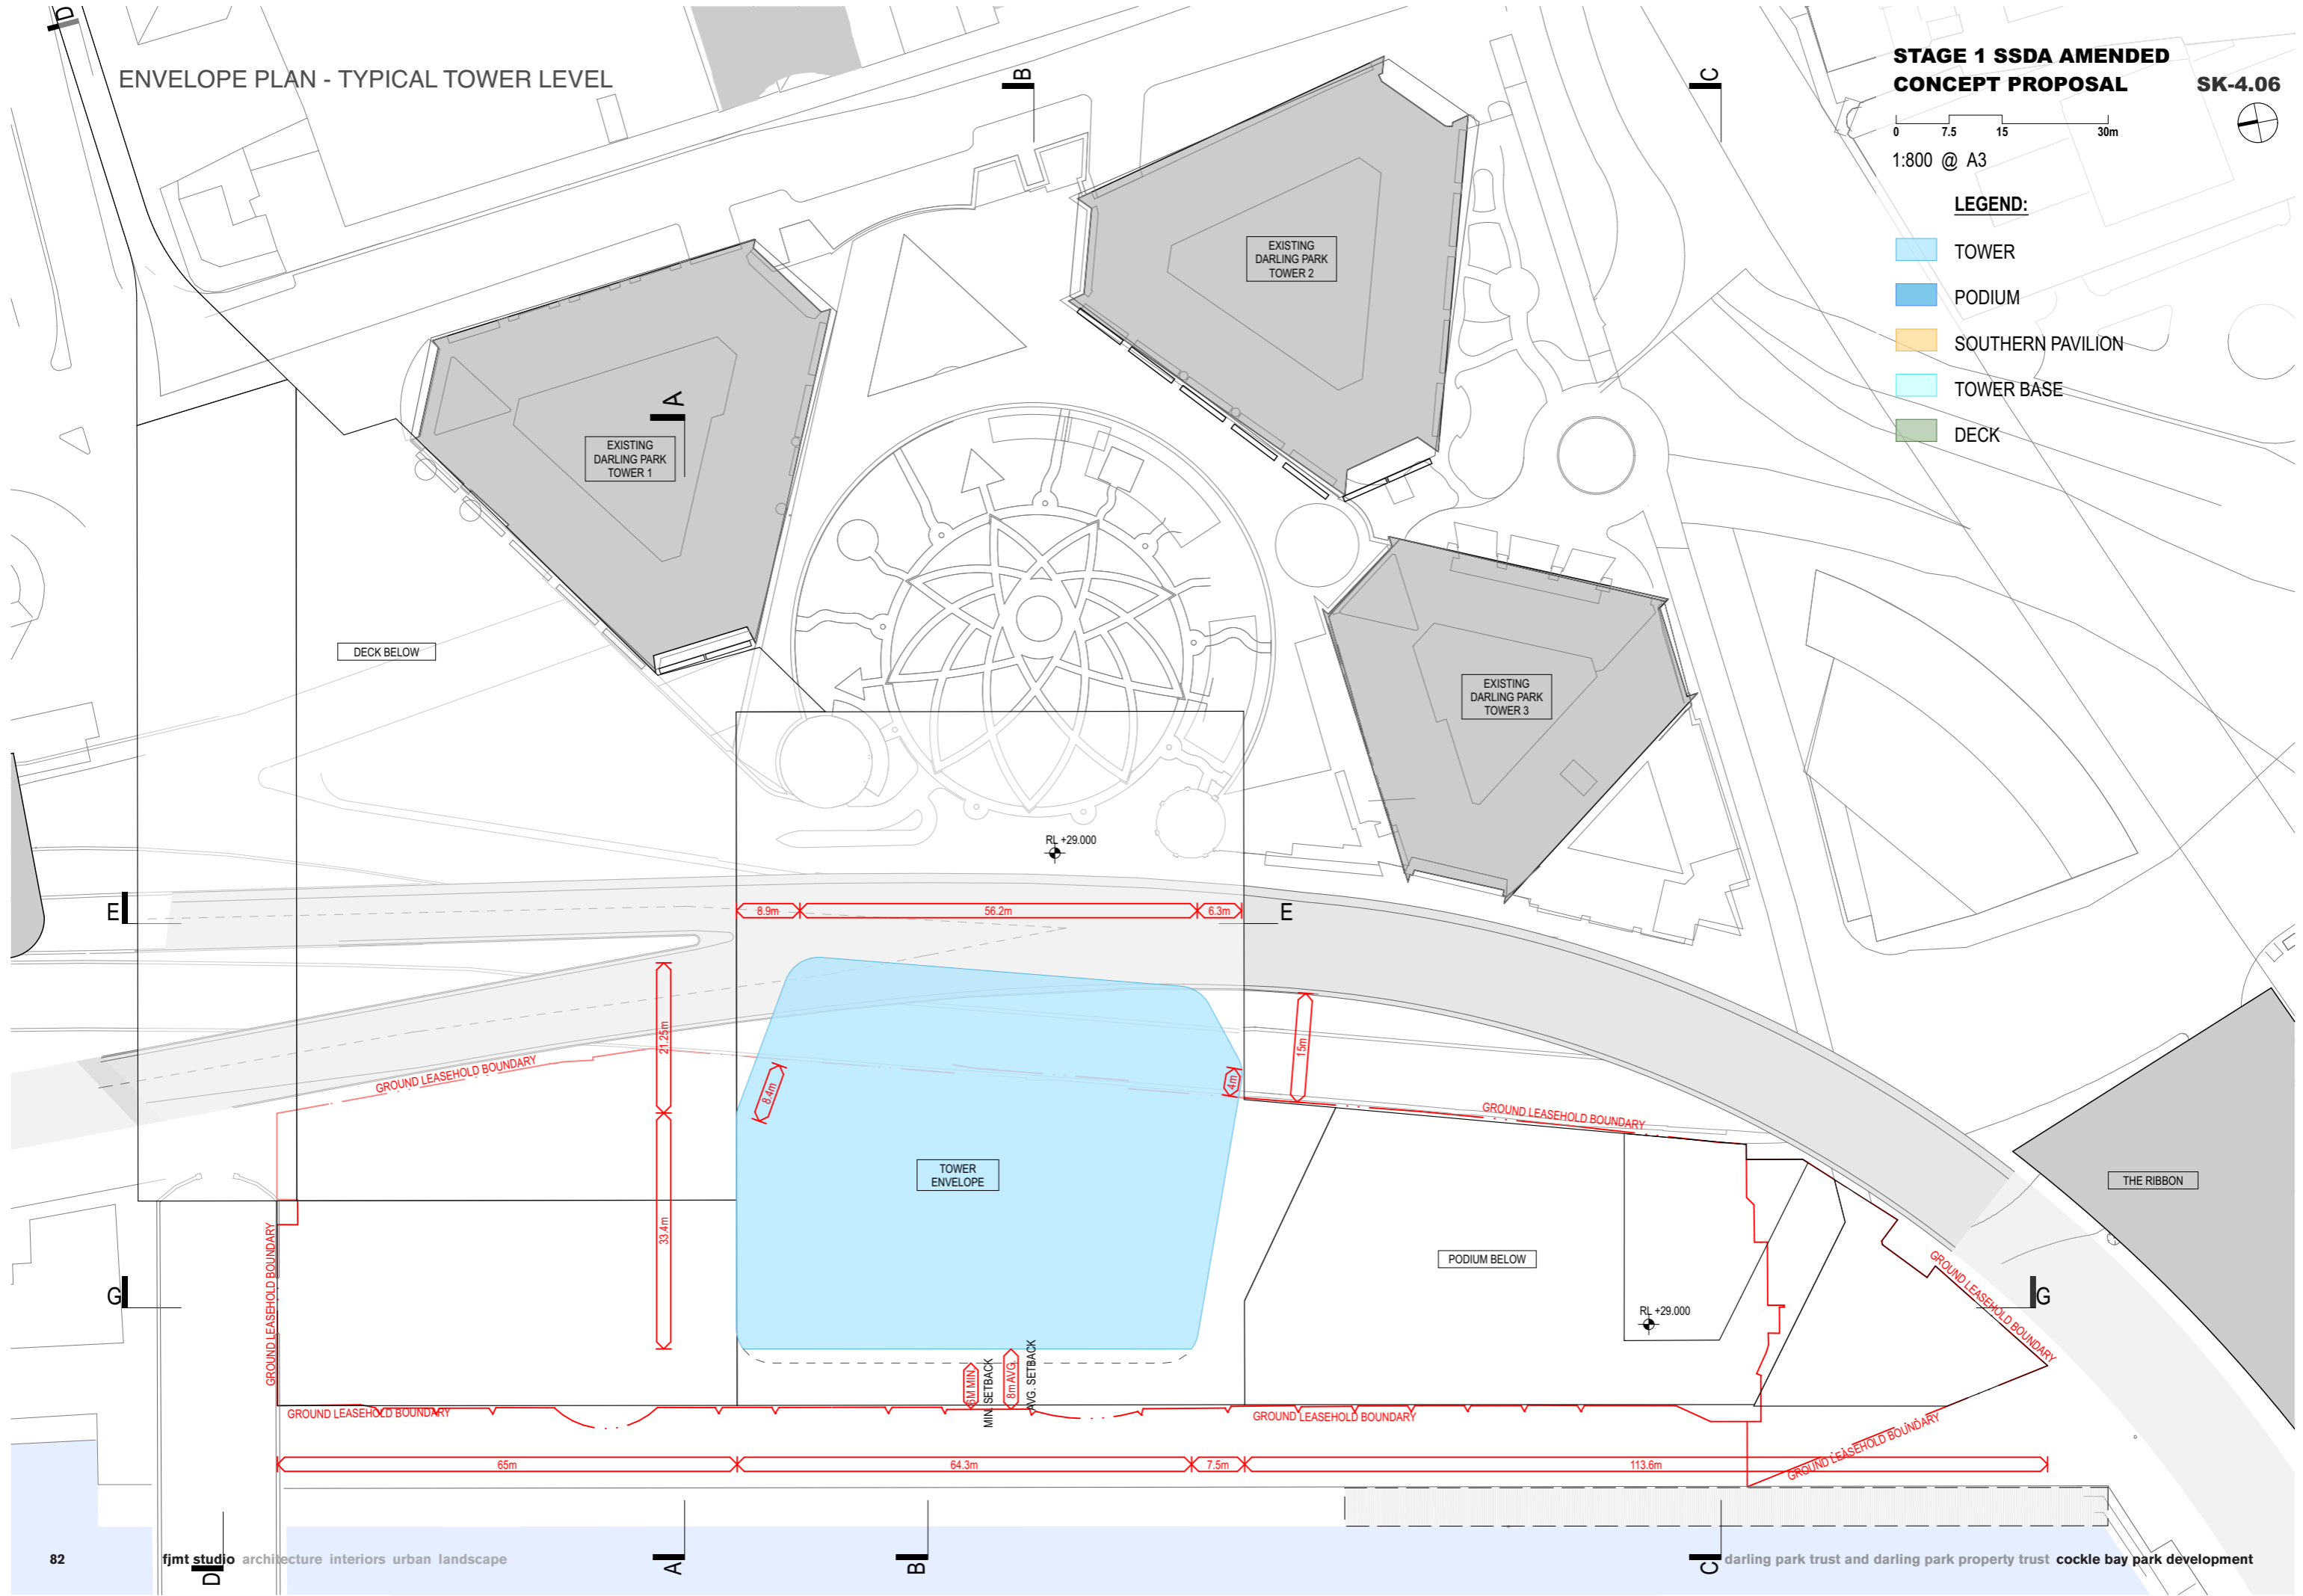 D
ENVELOPE PLAN - TYPICAL TOWER LEVEL
B
C
STAGE 1 SSDA AMENDED
CONCEPT PROPOSAL
SK-4.06
0 7.5 15 30m
1:800 @ A3
LEGEND:
TOWER
PODIUM
SOUTHERN PAVILION
TOWER BASE
DECK
EXISTING
DARLING PARK
TOWER 2
A
EXISTING
DARLING PARK
TOWER 1
DECK BELOW
EXISTING
DARLING PARK
TOWER 3
RL +29.000
E
8.9m
56.2m
6.3m
E
21.25m
15m
GROUND LEASEHOLD BOUNDARY
8.4m
4m
GROUND LEASEHOLD BOUNDARY
TOWER
ENVELOPE
THE RIBBON
33.4m
GROUND LEASEHOLD BOUNDARY
PODIUM BELOW
GROUND LEASEHOLD BOUNDARY
G
G
RL +29.000
6M MIN.
MIN. SETBACK
8m AVG.
AVG. SETBACK
GROUND LEASEHOLD BOUNDARY
GROUND LEASEHOLD BOUNDARY
GROUND LEASEHOLD BOUNDARY
65m
64.3m
7.5m
113.6m
82
fjmt studio architecture interiors urban landscape
D
A
B
C
darling park trust and darling park property trust cockle bay park development